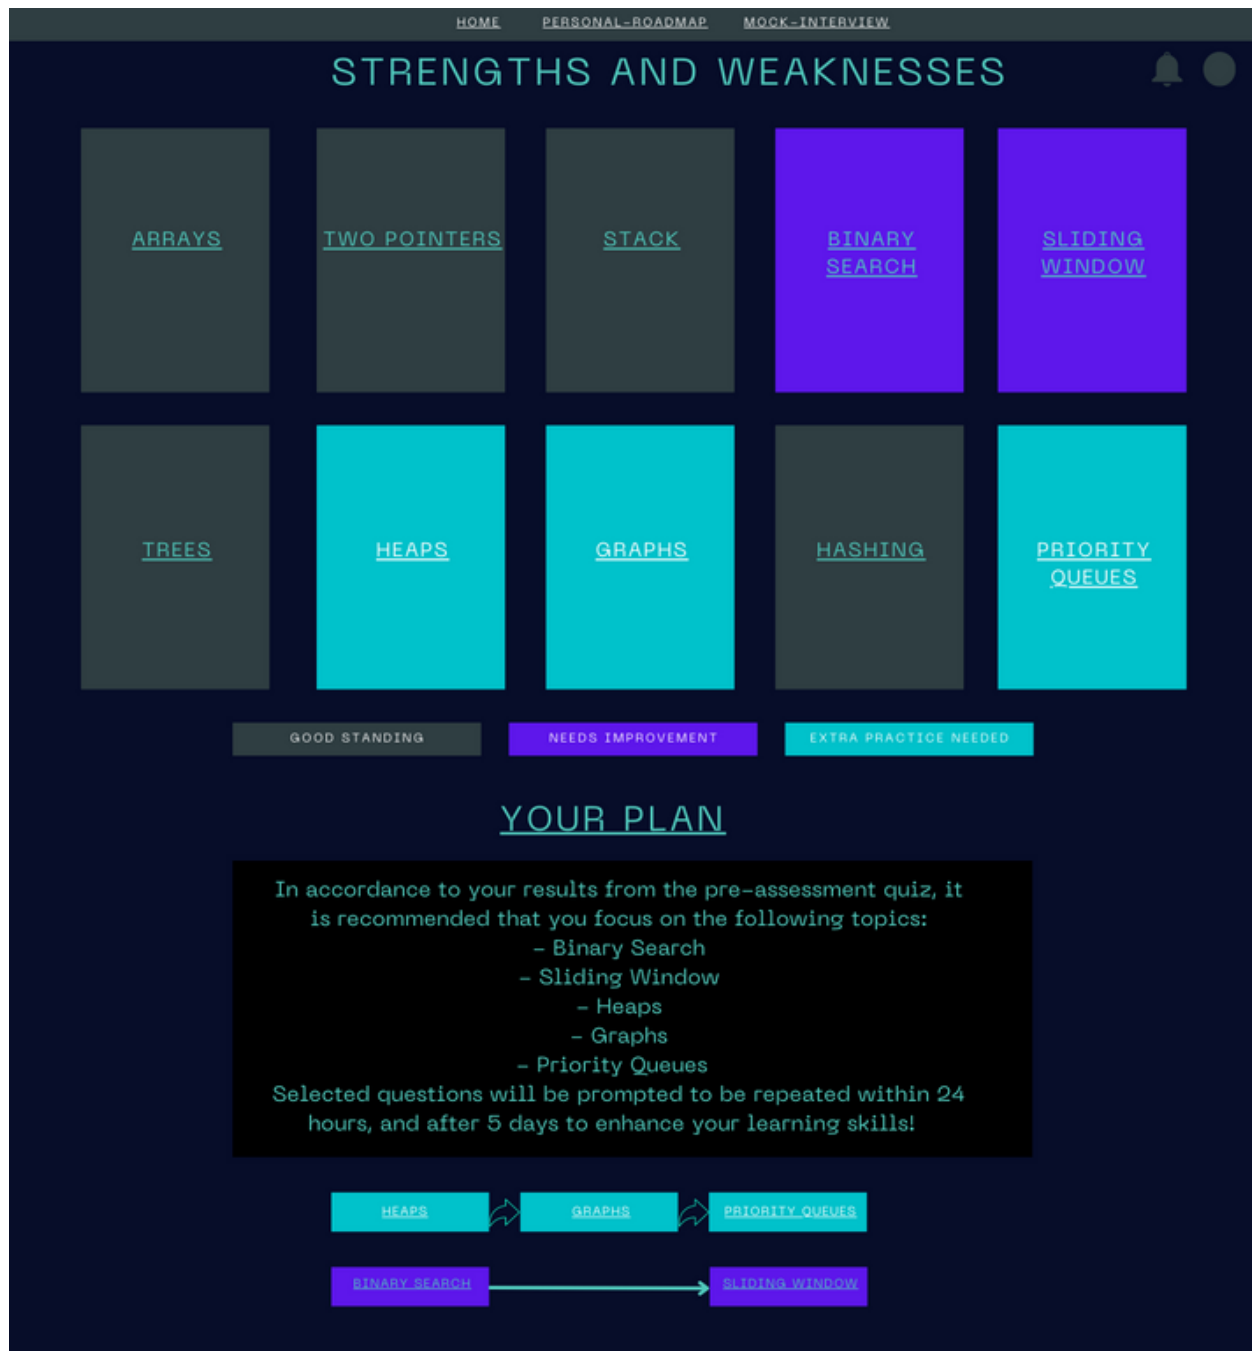 HOME PERSONAL-ROADMAP MOCK-INTERVIEW
STRENGTHS AND WEAKNESSES
ARRAYS
TWO POINTERS
STACK
BINARY
SEARCH
SLIDING
WINDOW
TREES
HEAPS
GRAPHS
HASHING
PRIORITY
QUEUES
GOOD STANDING
NEEDS IMPROVEMENT
EXTRA PRACTICE NEEDED
YOUR PLAN
In accordance to your results from the pre-assessment quiz, it
is recommended that you focus on the following topics:
- Binary Search
- Sliding Window
- Heaps
- Graphs
- Priority Queues
Selected questions will be prompted to be repeated within 24
hours, and after 5 days to enhance your learning skills!
HEAPS
GRAPHS
PRIORITY QUEUES
BINARY SEARCH
SLIDING WINDOW